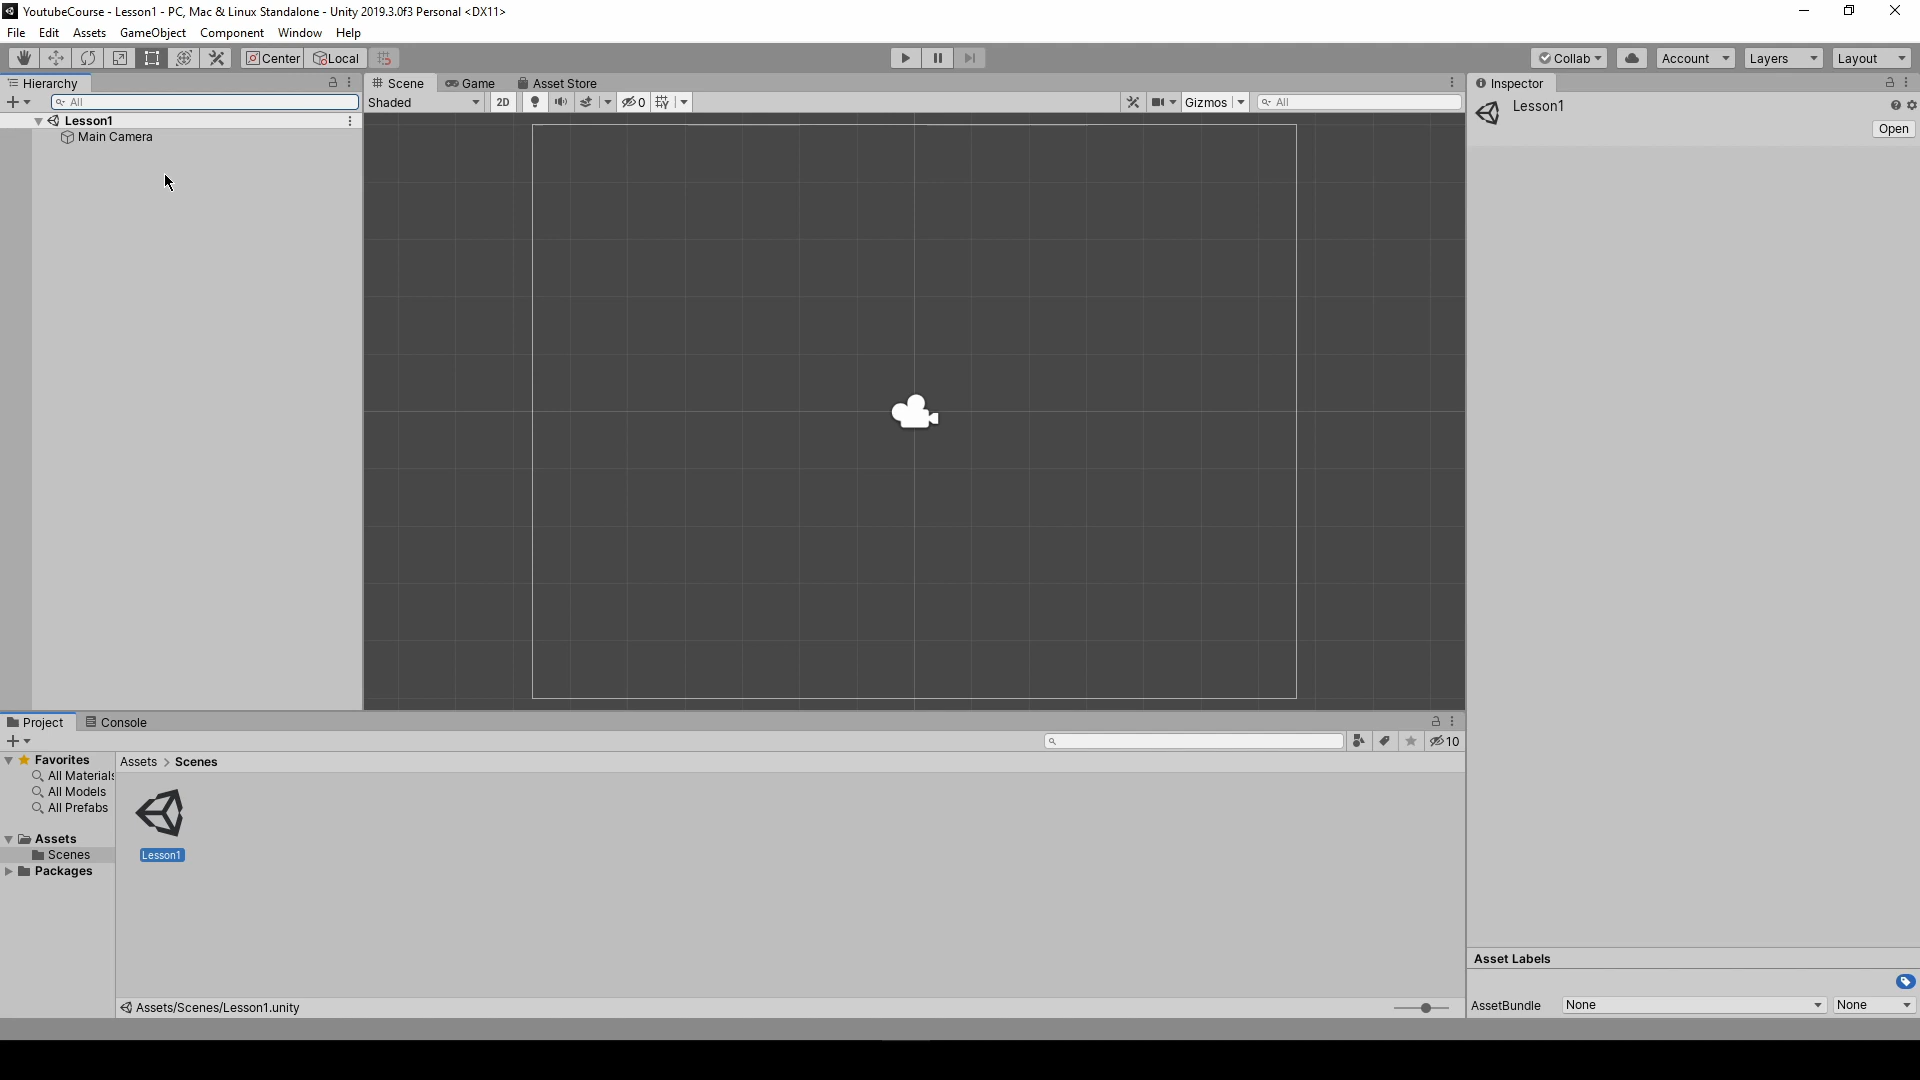 YoutubeCourse - Lesson1 - PC, Mac & Linux Standalone - Unity 2019.3.0f3 Personal <DX11>
File Edit Assets GameObject Component Window Help
Center Local Collab Account Layers Layout
Hierarchy Scene Game Asset Store Inspector
All Shaded 2D 0 Gizmos All Lesson1
Lesson1 Open
Main Camera
Project Console
10
Favorites Assets > Scenes
All Materials
All Models
All Prefabs
Assets
Scenes Lesson1
Packages
Asset Labels
Assets/Scenes/Lesson1.unity AssetBundle None None